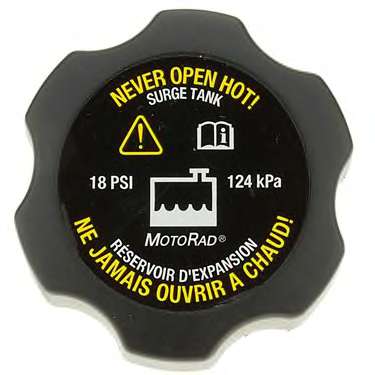 NEVER OPEN HOT!
SURGE TANK
18 PSI
124 kPa
MOTORAD®
RÉSERVOIR D'EXPANSION
NE JAMAIS OUVRIR A CHAUD!